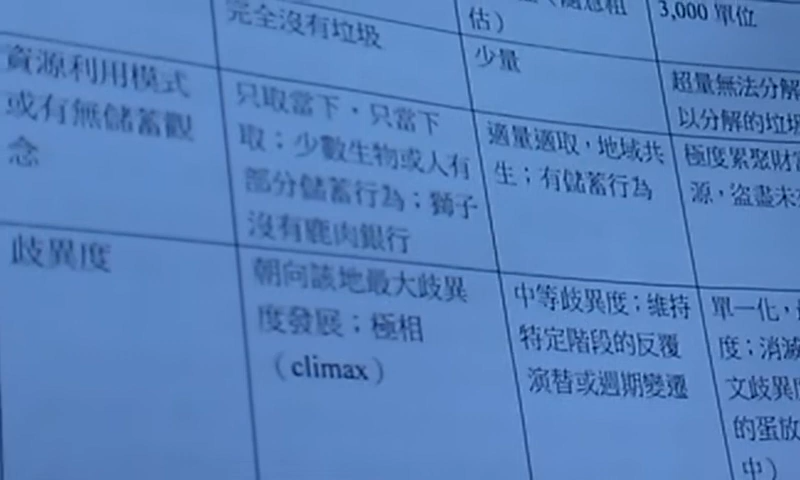 估）
3,000 單位
完全沒有垃圾
少量
超量無法分解
以分解的垃圾
資源利用模式
或有無儲蓄觀
念
只取當下，只當下
取；少數生物或人有
部分儲蓄行為；獅子
沒有鹿肉銀行
適量適取，地域共
生；有儲蓄行為
極度累聚財富
源，盜盡未
歧異度
朝向該地最大歧異
度發展；極相
（climax）
中等歧異度；維持
特定階段的反覆
演替或週期變遷
單一化，
度；消滅
文歧異度
的蛋放
中）